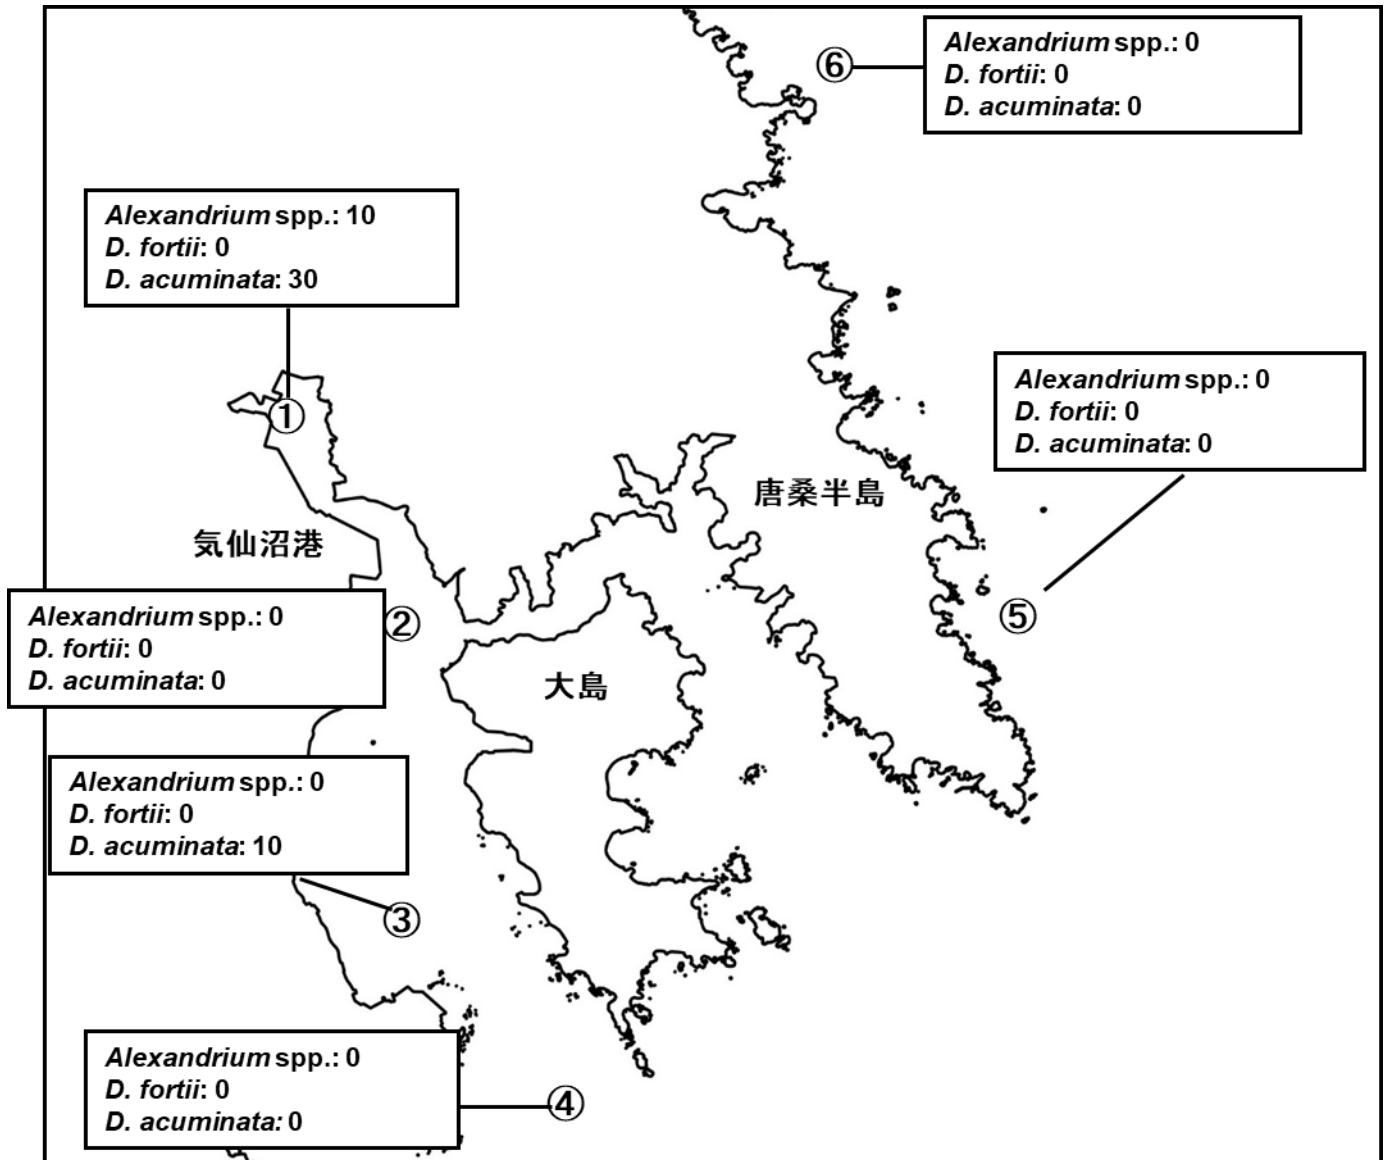 ⑥
Alexandrium spp.: 0
D. fortii: 0
D. acuminata: 0
Alexandrium spp.: 10
D. fortii: 0
D. acuminata: 30
①
Alexandrium spp.: 0
D. fortii: 0
D. acuminata: 0
唐桑半島
気仙沼港
⑤
Alexandrium spp.: 0
D. fortii: 0
D. acuminata: 0
②
大島
Alexandrium spp.: 0
D. fortii: 0
D. acuminata: 10
③
Alexandrium spp.: 0
D. fortii: 0
D. acuminata: 0
④